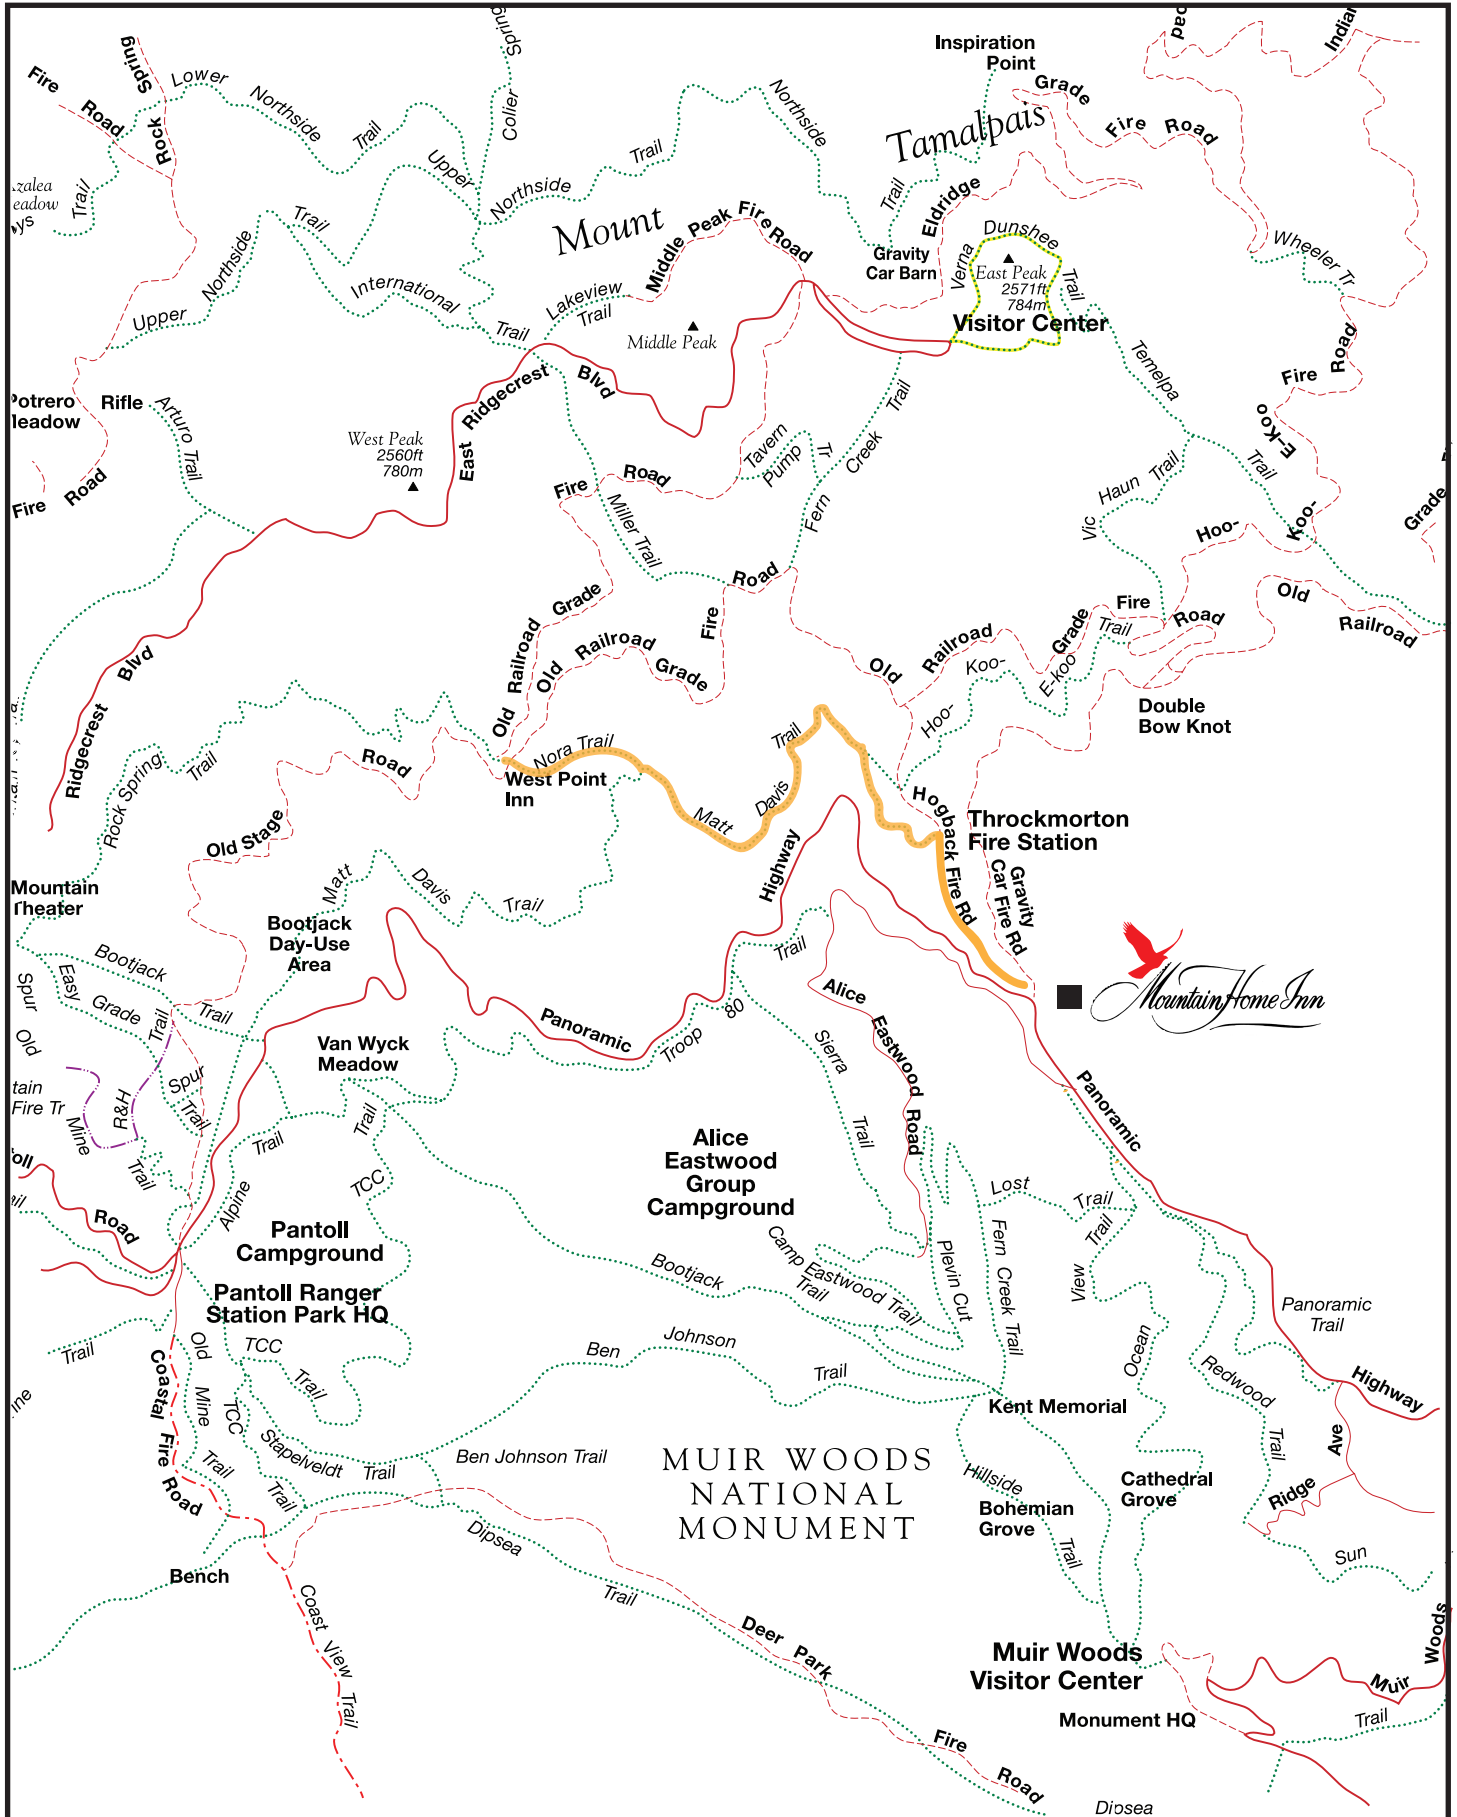 Spring
Fire
Road
Rock
Spring
Lower
Northside
Trail
Colier
Spring
Inspiration
Point
Grade
Fire Road
Indian
Northside
Trail
Tamalpais
Upper
Northside
Mount
Trail
Eldridge
Trail
Trail
Middle Peak Fire Road
Gravity
Car Barn
Verna
Dunshee
Trail
East Peak
2571ft
784m
Visitor Center
Wheeler Tr
Upper
Northside
International
Trail
Lakeview
Trail
Middle Peak
Temelpa
Trail
Fire Road
E-Koo
Koo-
Hoo-
Rifle
Arturo
Trail
Fire Road
West Peak
2560ft
780m
East Ridgecrest Blvd
Tavern
Pump
Tr
Fern
Creek
Trail
Vic
Haun
Trail
Grade
Fire
Road
Miller Trail
Road
Fire
Old Railroad Grade
Old Railroad Grade
Old
Railroad
Grade
Fire
Road
Trail
Koo-
E-koo
Hoo-
Old
Railroad
Double
Bow Knot
Ridgecrest
Blvd
Rock Spring
Trail
Road
Old Stage
Nora Trail
West Point
Inn
Trail
Davis
Matt
Hogback Fire Rd
Throckmorton
Fire Station
Gravity
Car Fire Rd
Highway
Mountain
Theater
Matt
Davis
Trail
Bootjack
Day-Use
Area
Bootjack
Trail
Easy
Grade
Trail
Spur
Old
Mine
Trail
R&H
Spur
Trail
Fire Tr
Van Wyck
Meadow
Panoramic
Troop
80
Trail
Alice
Eastwood
Road
Sierra
Trail
Mountain Home Inn
Panoramic
Alice
Eastwood
Group
Campground
Trail
Trail
TCC
Alpine
Road
Pantoll
Campground
Pantoll Ranger
Station Park HQ
Lost
Trail
Trail
View
Fern
Creek Trail
Plevin Cut
Camp Eastwood Trail
Bootjack
Trail
Ben
Johnson
Trail
Ocean
Panoramic
Trail
Highway
Redwood
Trail
Ave
Ridge
Sun
Trail
Coastal
Fire
Road
Old
Mine
Trail
TCC
Trail
TCC
Trail
Stapelveldt
Trail
Ben Johnson Trail
Kent Memorial
MUIR WOODS
NATIONAL
MONUMENT
Hillside
Trail
Bohemian
Grove
Cathedral
Grove
Dipsea
Trail
Bench
Coast
View
Trail
Deer Park
Fire
Road
Muir Woods
Visitor Center
Monument HQ
Muir
Woods
Trail
Dipsea